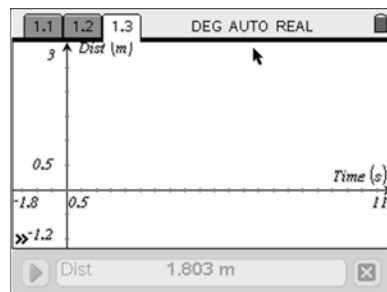 1.1 1.2 1.3 DEG AUTO REAL
3 Dist (m)
0.5 Time (s)
-1.8 0.5 11
-1.2
Dist 1.803 m